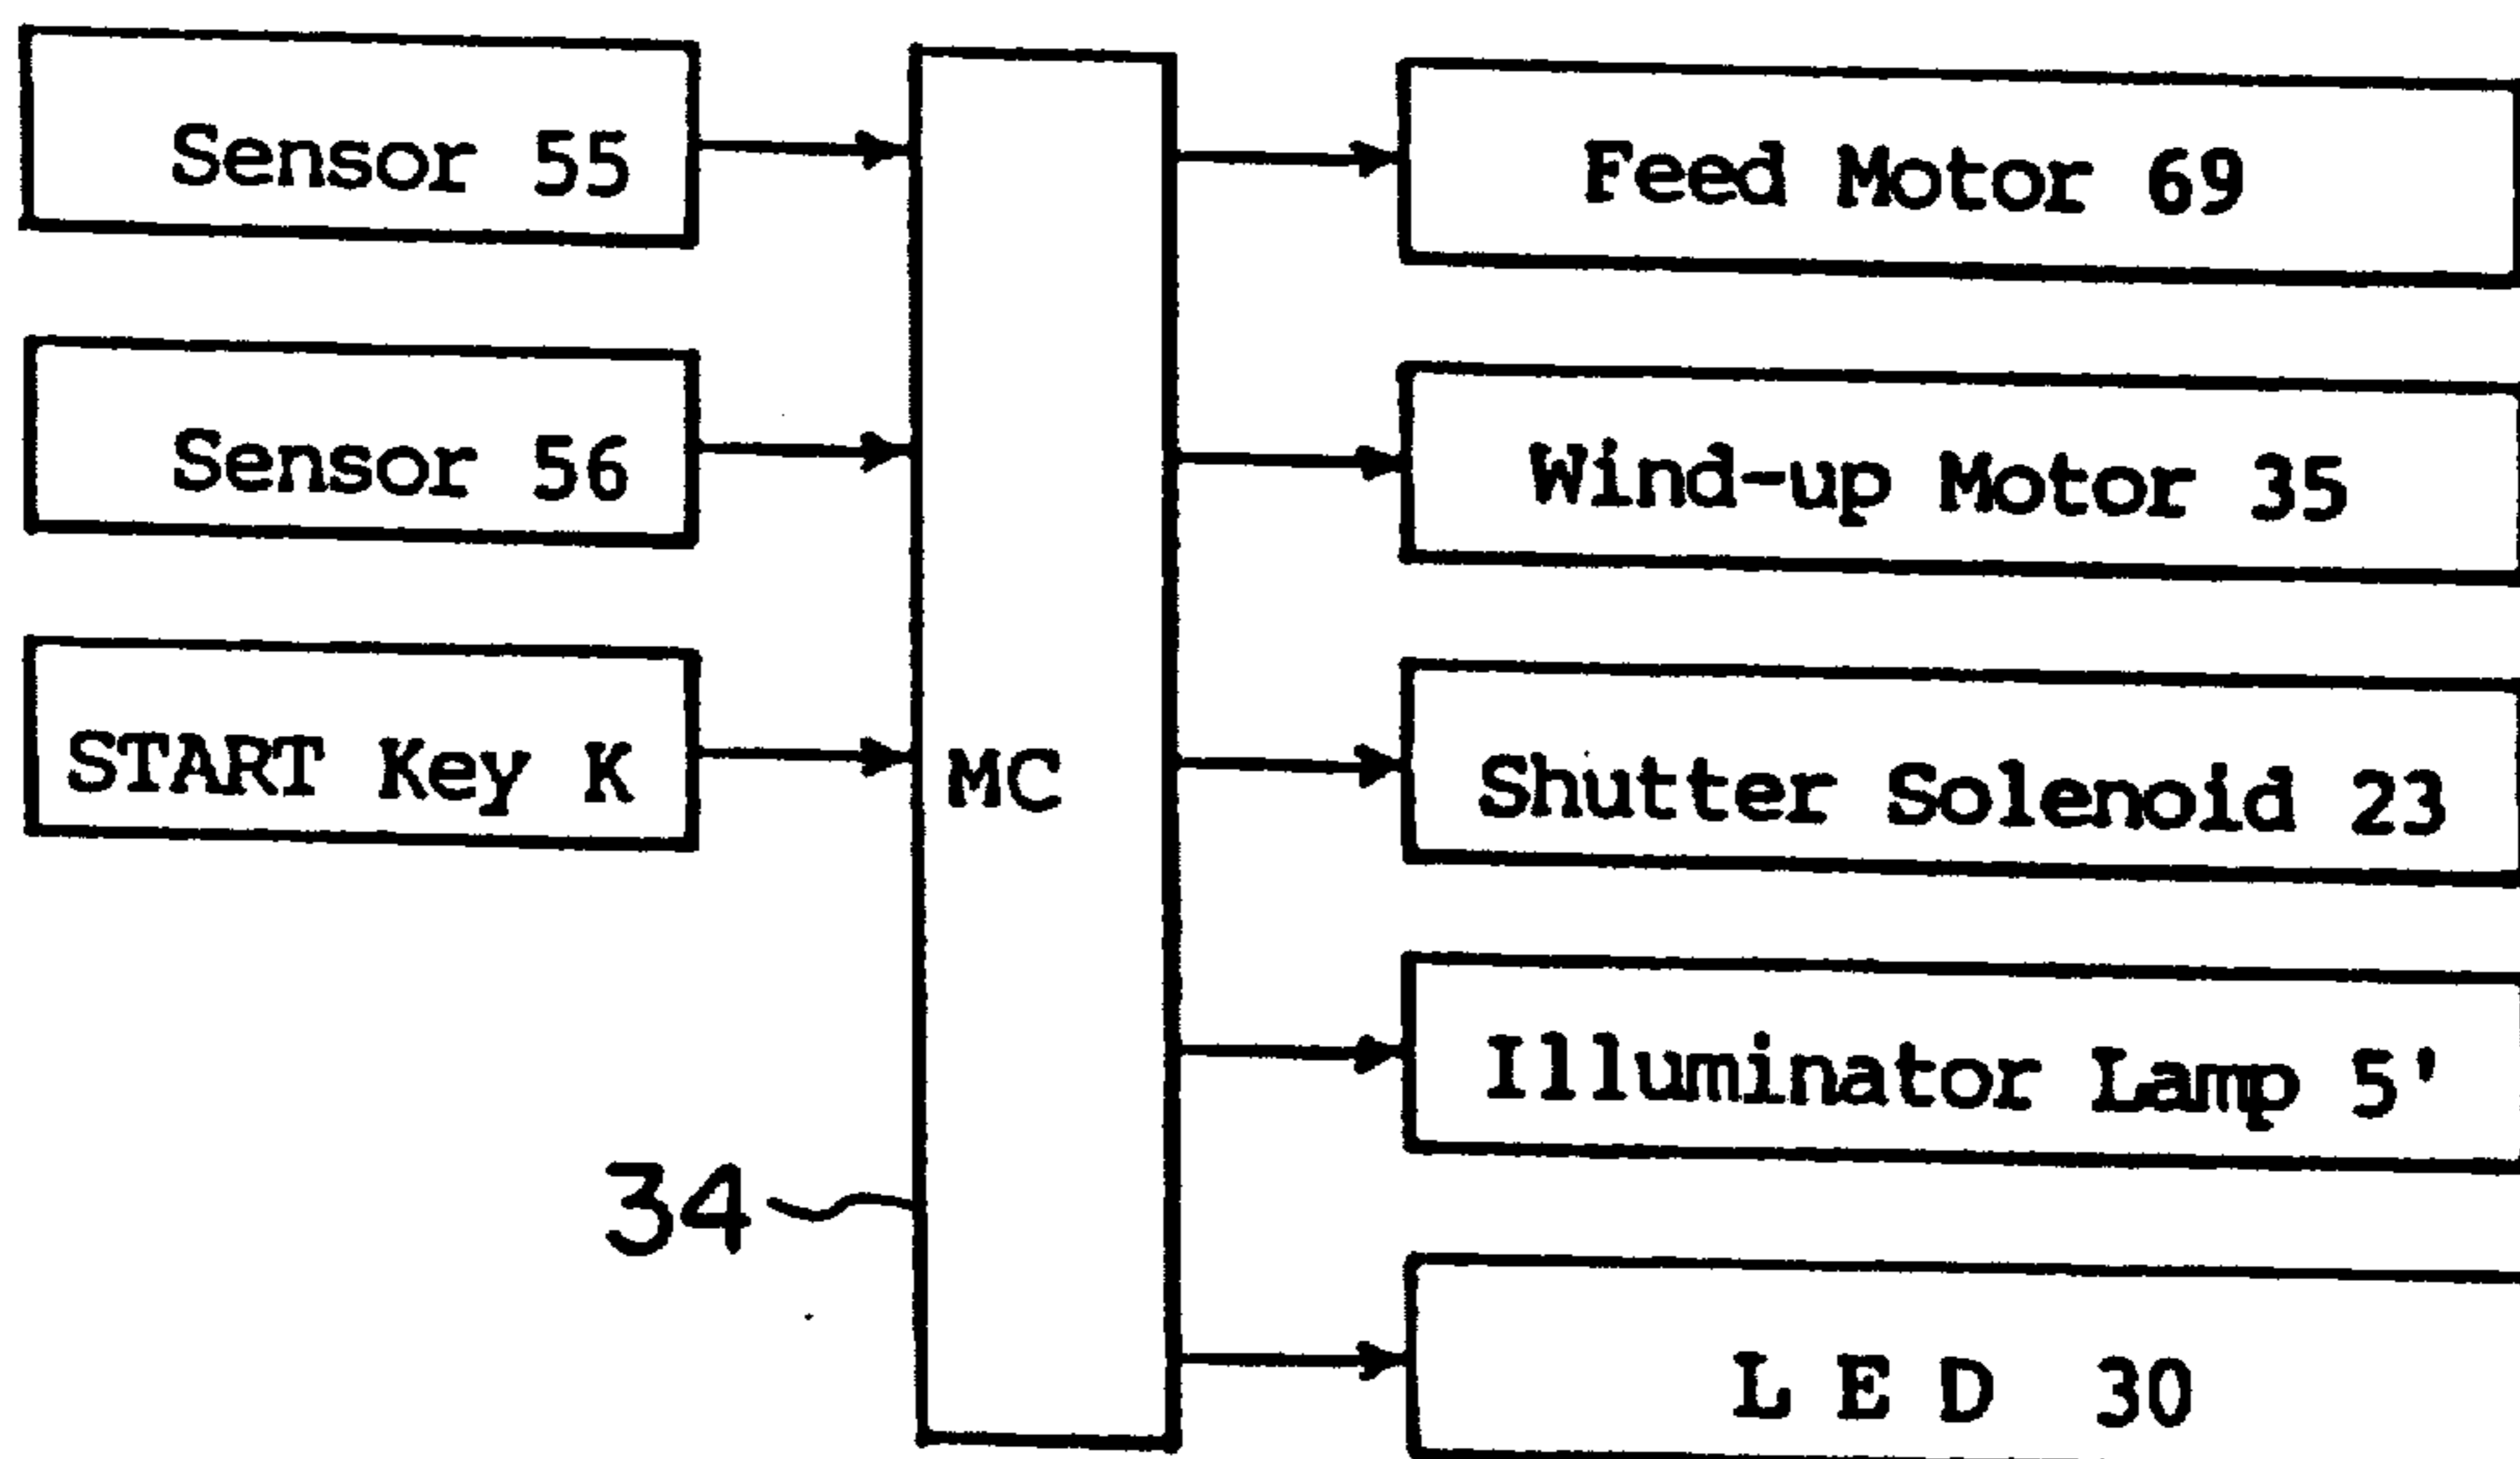 Sensor 55
Sensor 56
START Key K
34
MC
Feed Motor 69
Wind-up Motor 35
Shutter Solenoid 23
Illuminator Lamp 5'
L E D 30